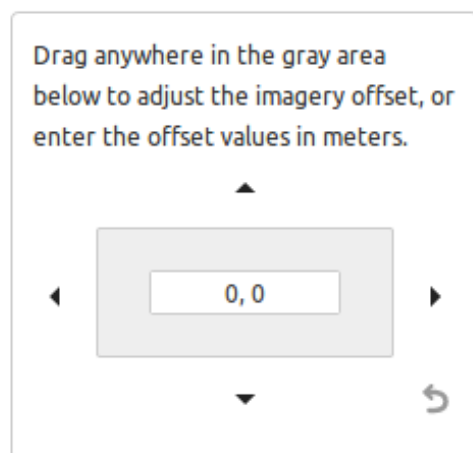 Drag anywhere in the gray area
below to adjust the imagery offset, or
enter the offset values in meters.
0, 0